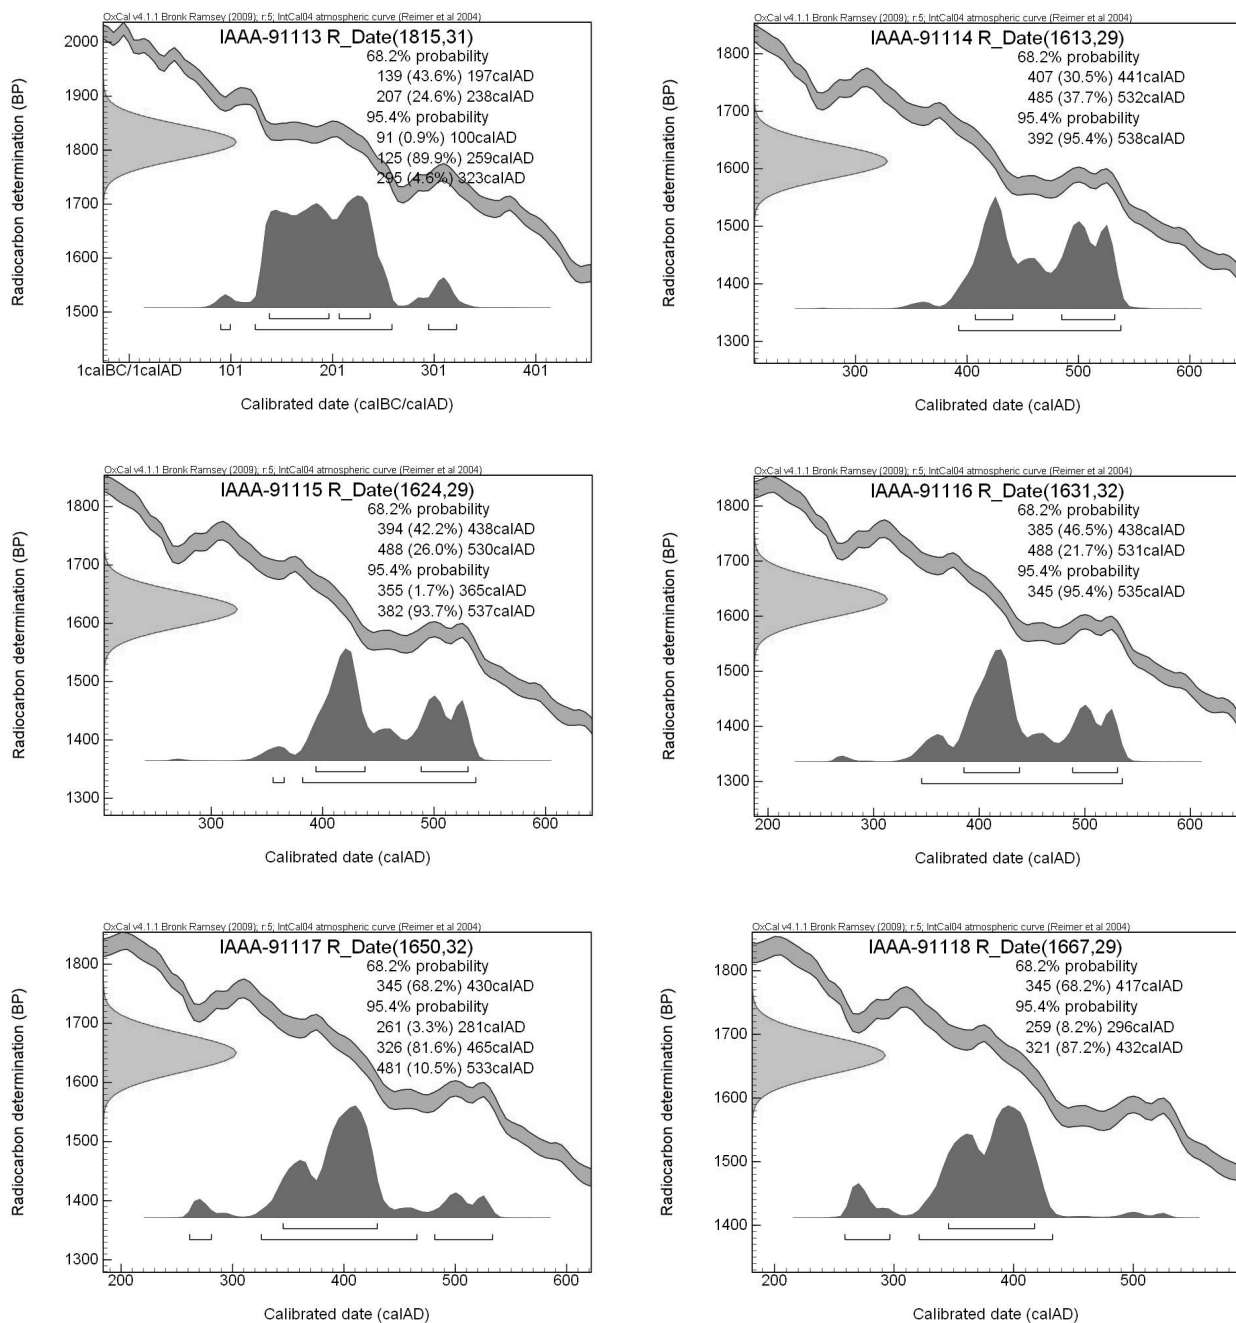 OxCal v4.1.1 Bronk Ramsey (2009); r:5; IntCal04 atmospheric curve (Reimer et al 2004)
IAAA-91113 R_Date(1815,31)
68.2% probability
139 (43.6%) 197calAD
207 (24.6%) 238calAD
95.4% probability
91 (0.9%) 100calAD
125 (89.9%) 259calAD
295 (4.6%) 323calAD
Radiocarbon determination (BP)
2000
1900
1800
1700
1600
1500
1calBC/1calAD 101 201 301 401
Calibrated date (calBC/calAD)
OxCal v4.1.1 Bronk Ramsey (2009); r:5; IntCal04 atmospheric curve (Reimer et al 2004)
IAAA-91114 R_Date(1613,29)
68.2% probability
407 (30.5%) 441calAD
485 (37.7%) 532calAD
95.4% probability
392 (95.4%) 538calAD
Radiocarbon determination (BP)
1800
1700
1600
1500
1400
1300
300 400 500 600
Calibrated date (calAD)
OxCal v4.1.1 Bronk Ramsey (2009); r:5; IntCal04 atmospheric curve (Reimer et al 2004)
IAAA-91115 R_Date(1624,29)
68.2% probability
394 (42.2%) 438calAD
488 (26.0%) 530calAD
95.4% probability
355 (1.7%) 365calAD
382 (93.7%) 537calAD
Radiocarbon determination (BP)
1800
1700
1600
1500
1400
1300
300 400 500 600
Calibrated date (calAD)
OxCal v4.1.1 Bronk Ramsey (2009); r:5; IntCal04 atmospheric curve (Reimer et al 2004)
IAAA-91116 R_Date(1631,32)
68.2% probability
385 (46.5%) 438calAD
488 (21.7%) 531calAD
95.4% probability
345 (95.4%) 535calAD
Radiocarbon determination (BP)
1800
1700
1600
1500
1400
1300
200 300 400 500 600
Calibrated date (calAD)
OxCal v4.1.1 Bronk Ramsey (2009); r:5; IntCal04 atmospheric curve (Reimer et al 2004)
IAAA-91117 R_Date(1650,32)
68.2% probability
345 (68.2%) 430calAD
95.4% probability
261 (3.3%) 281calAD
326 (81.6%) 465calAD
481 (10.5%) 533calAD
Radiocarbon determination (BP)
1800
1700
1600
1500
1400
1300
200 300 400 500 600
Calibrated date (calAD)
OxCal v4.1.1 Bronk Ramsey (2009); r:5; IntCal04 atmospheric curve (Reimer et al 2004)
IAAA-91118 R_Date(1667,29)
68.2% probability
345 (68.2%) 417calAD
95.4% probability
259 (8.2%) 296calAD
321 (87.2%) 432calAD
Radiocarbon determination (BP)
1800
1700
1600
1500
1400
200 300 400 500
Calibrated date (calAD)